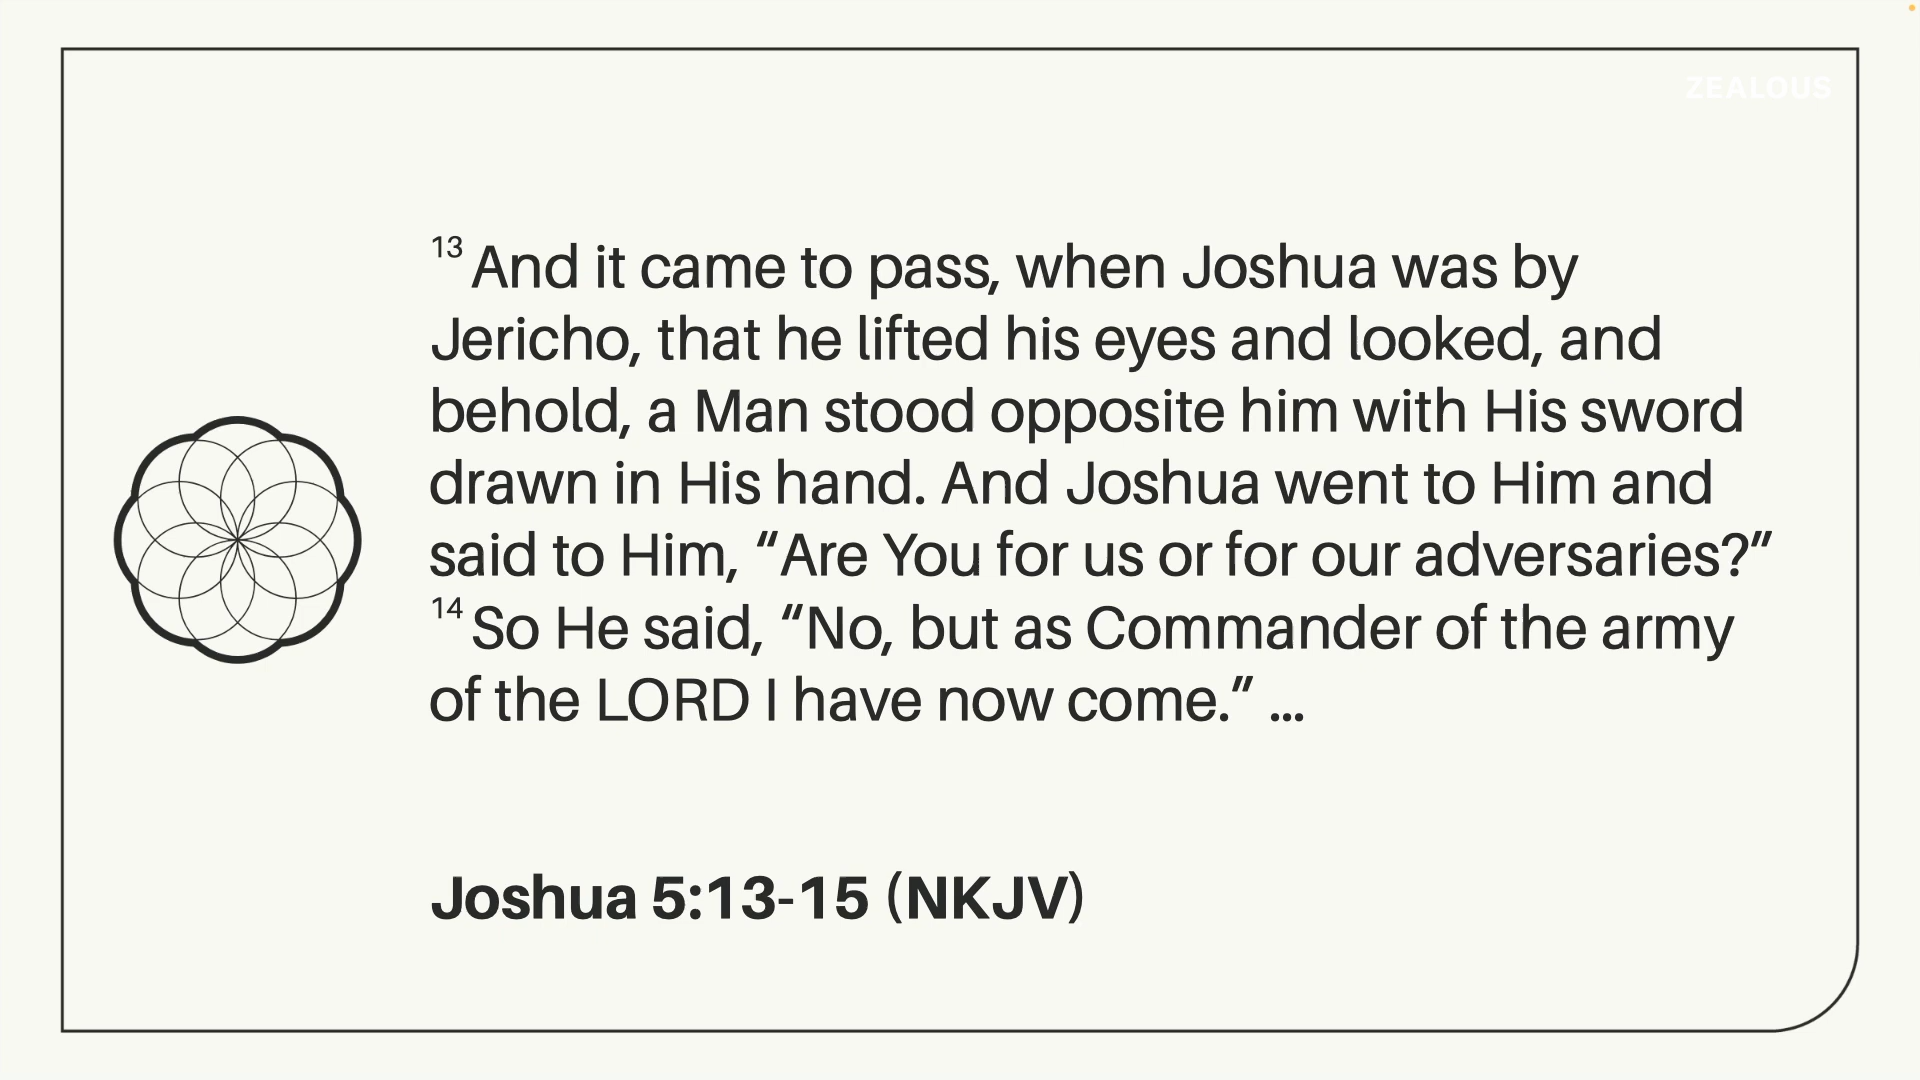 ZEALOUS
13 And it came to pass, when Joshua was by
Jericho, that he lifted his eyes and looked, and
behold, a Man stood opposite him with His sword
drawn in His hand. And Joshua went to Him and
said to Him, “Are You for us or for our adversaries?”
14 So He said, “No, but as Commander of the army
of the LORD I have now come.” ...
Joshua 5:13-15 (NKJV)